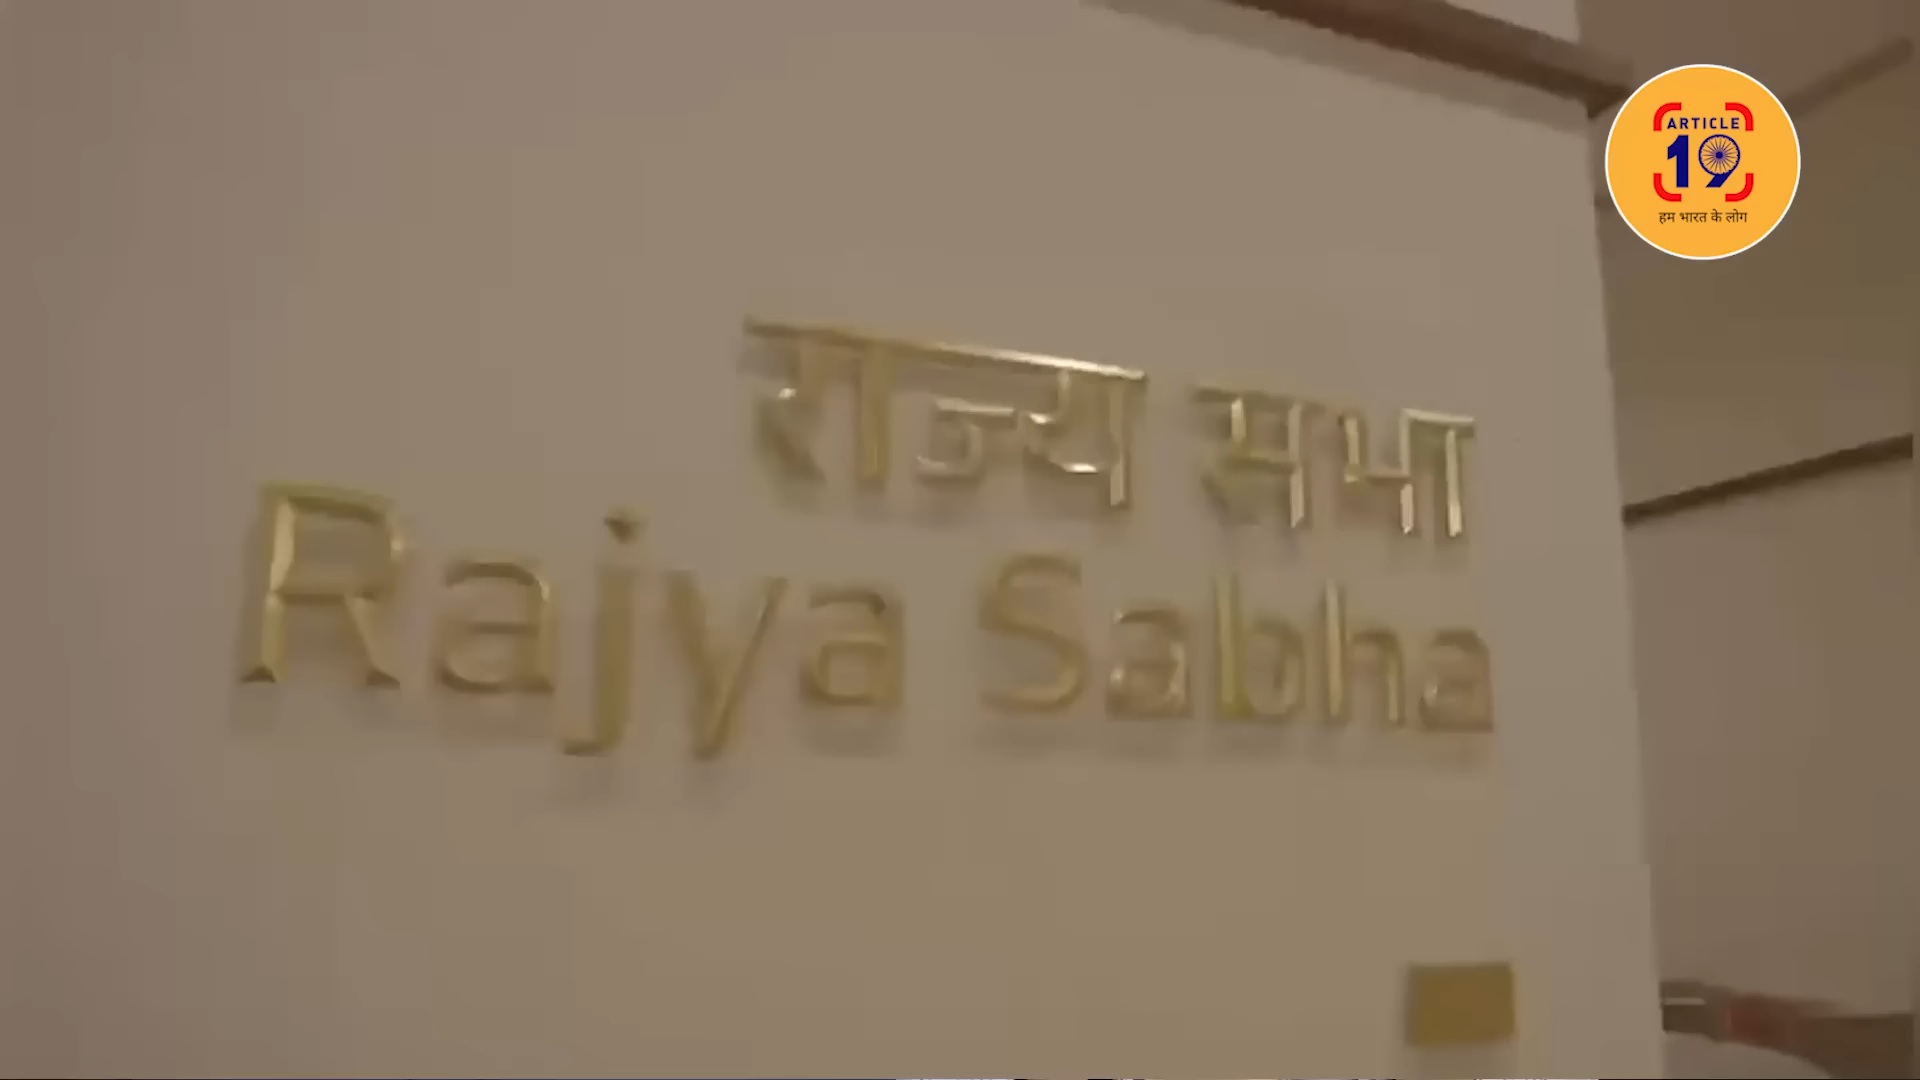 राज्य सभा
Rajya Sabha
ARTICLE
19
हम भारत के लोग